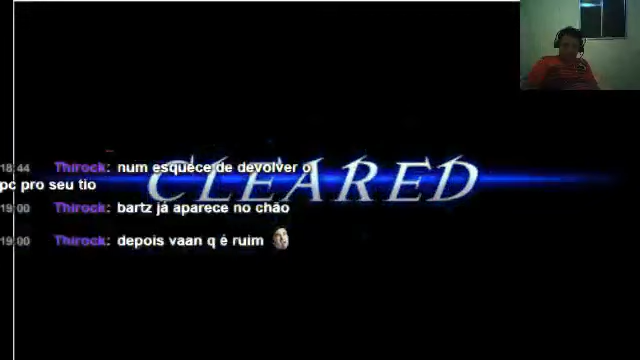 18:44 Thirock: num esquece de devolver o
pc pro seu tio
CLEARED
19:00 Thirock: bartz já aparece no chão
19:00 Thirock: depois vaan q é ruim